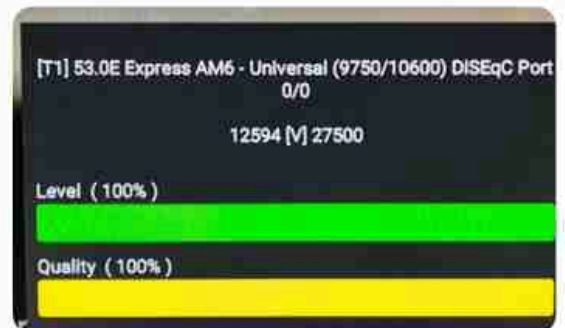 [T1] 53.0E Express AM6 - Universal (9750/10600) DISEqC Port
0/0
12594 [V] 27500
Level ( 100% )
Quality ( 100% )